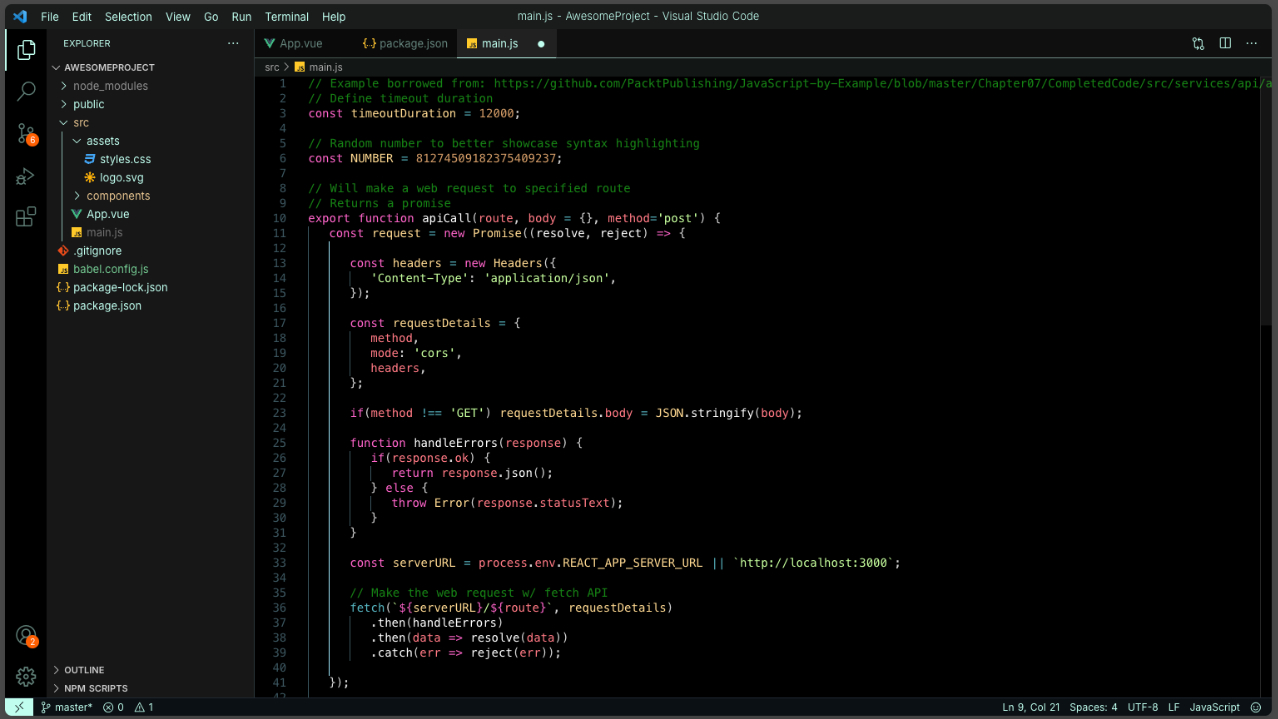 File Edit Selection View Go Run Terminal Help
main.js - AwesomeProject - Visual Studio Code
EXPLORER
App.vue
{..} package.json
JS main.js
AWESOMEPROJECT
node_modules
public
src
assets
styles.css
logo.svg
components
App.vue
JS main.js
.gitignore
JS babel.config.js
{..} package-lock.json
{..} package.json
OUTLINE
NPM SCRIPTS
6
2
src > JS main.js
1 // Example borrowed from: https://github.com/PacktPublishing/JavaScript-by-Example/blob/master/Chapter07/CompletedCode/src/services/api/a
2 // Define timeout duration
3 const timeoutDuration = 12000;
4
5 // Random number to better showcase syntax highlighting
6 const NUMBER = 81274509182375409237;
7
8 // Will make a web request to specified route
9 // Returns a promise
10 export function apiCall(route, body = {}, method='post') {
11 const request = new Promise((resolve, reject) => {
12
13 const headers = new Headers({
14 'Content-Type': 'application/json',
15 });
16
17 const requestDetails = {
18 method,
19 mode: 'cors',
20 headers,
21 };
22
23 if(method !== 'GET') requestDetails.body = JSON.stringify(body);
24
25 function handleErrors(response) {
26 if(response.ok) {
27 return response.json();
28 } else {
29 throw Error(response.statusText);
30 }
31 }
32
33 const serverURL = process.env.REACT_APP_SERVER_URL || `http://localhost:3000`;
34
35 // Make the web request w/ fetch API
36 fetch(`${serverURL}/${route}`, requestDetails)
37 .then(handleErrors)
38 .then(data => resolve(data))
39 .catch(err => reject(err));
40
41 });
42
master* 0 1
Ln 9, Col 21 Spaces: 4 UTF-8 LF JavaScript